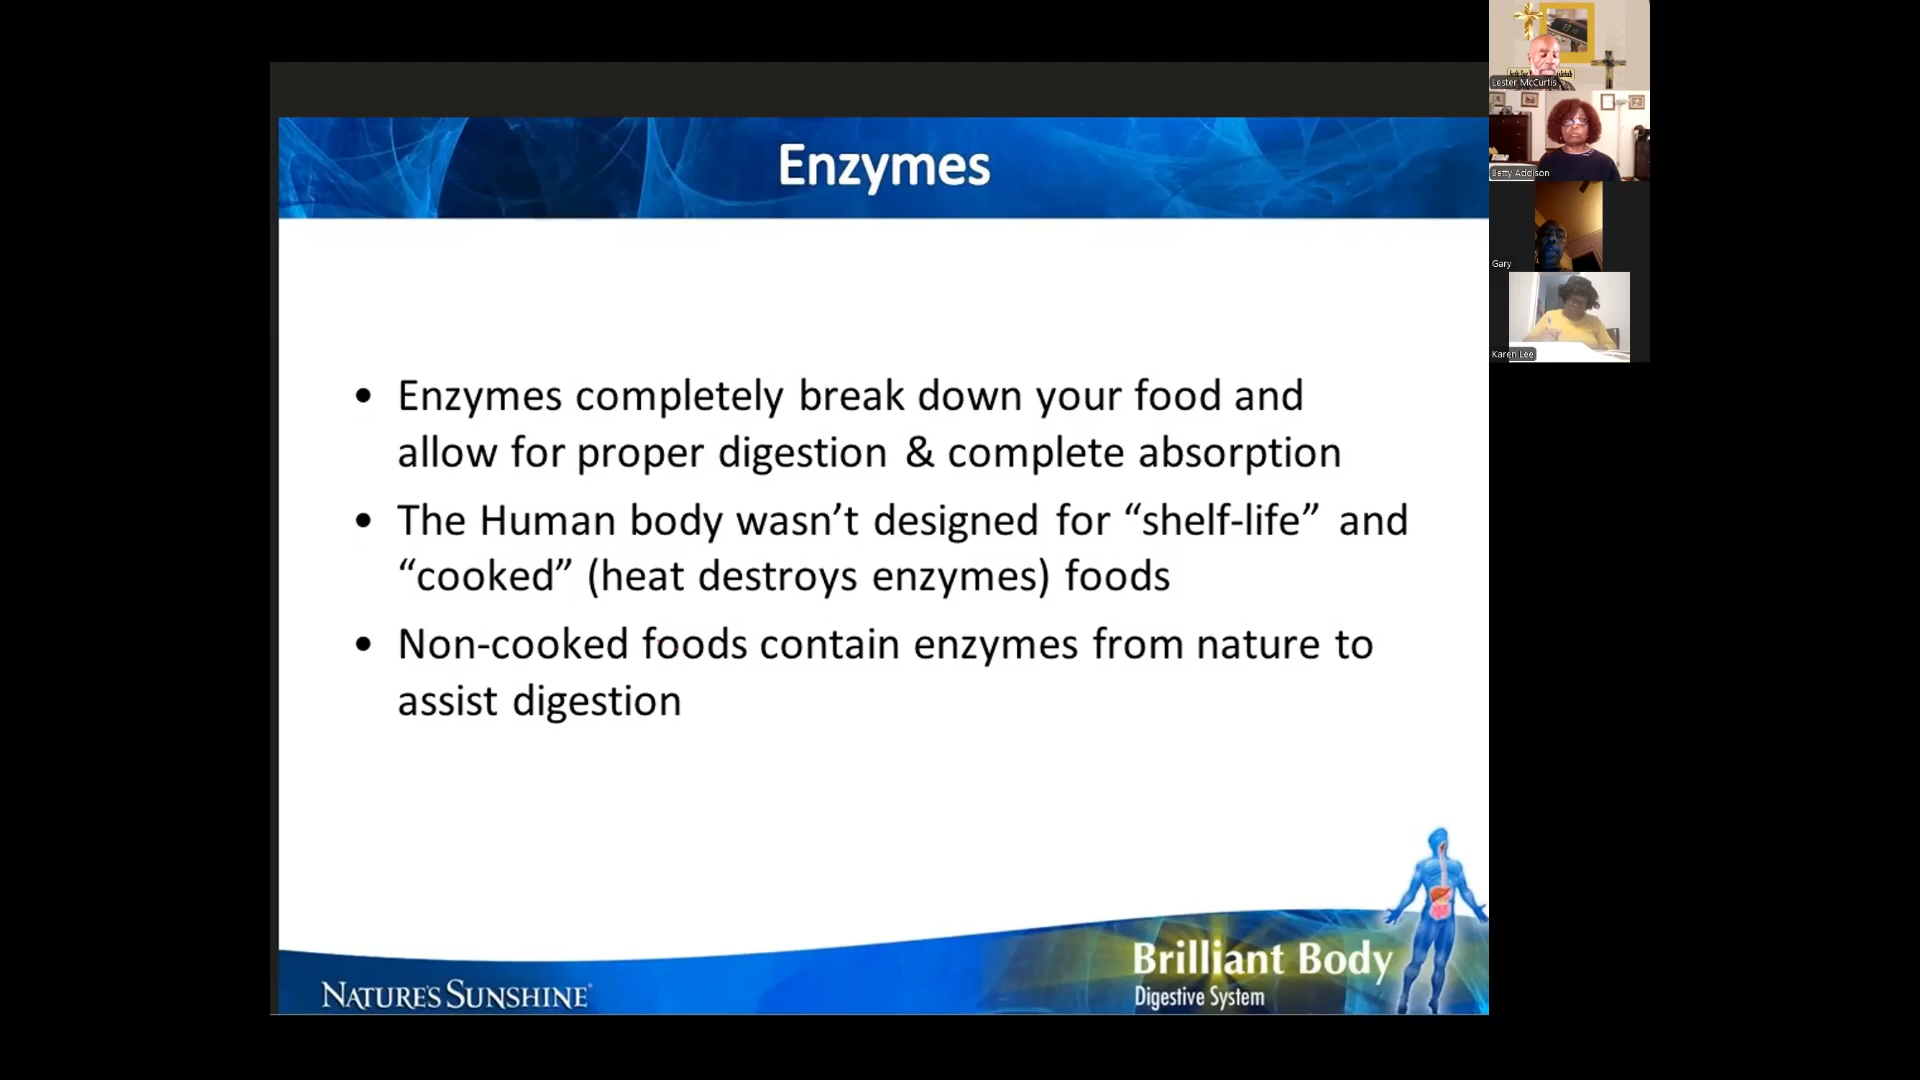 Enzymes
• Enzymes completely break down your food and
allow for proper digestion & complete absorption
• The Human body wasn’t designed for “shelf-life” and
“cooked” (heat destroys enzymes) foods
• Non-cooked foods contain enzymes from nature to
assist digestion
NATURE'S SUNSHINE
Brilliant Body
Digestive System
Lester McCurtis
Betty Addison
Gary
Karen Lee